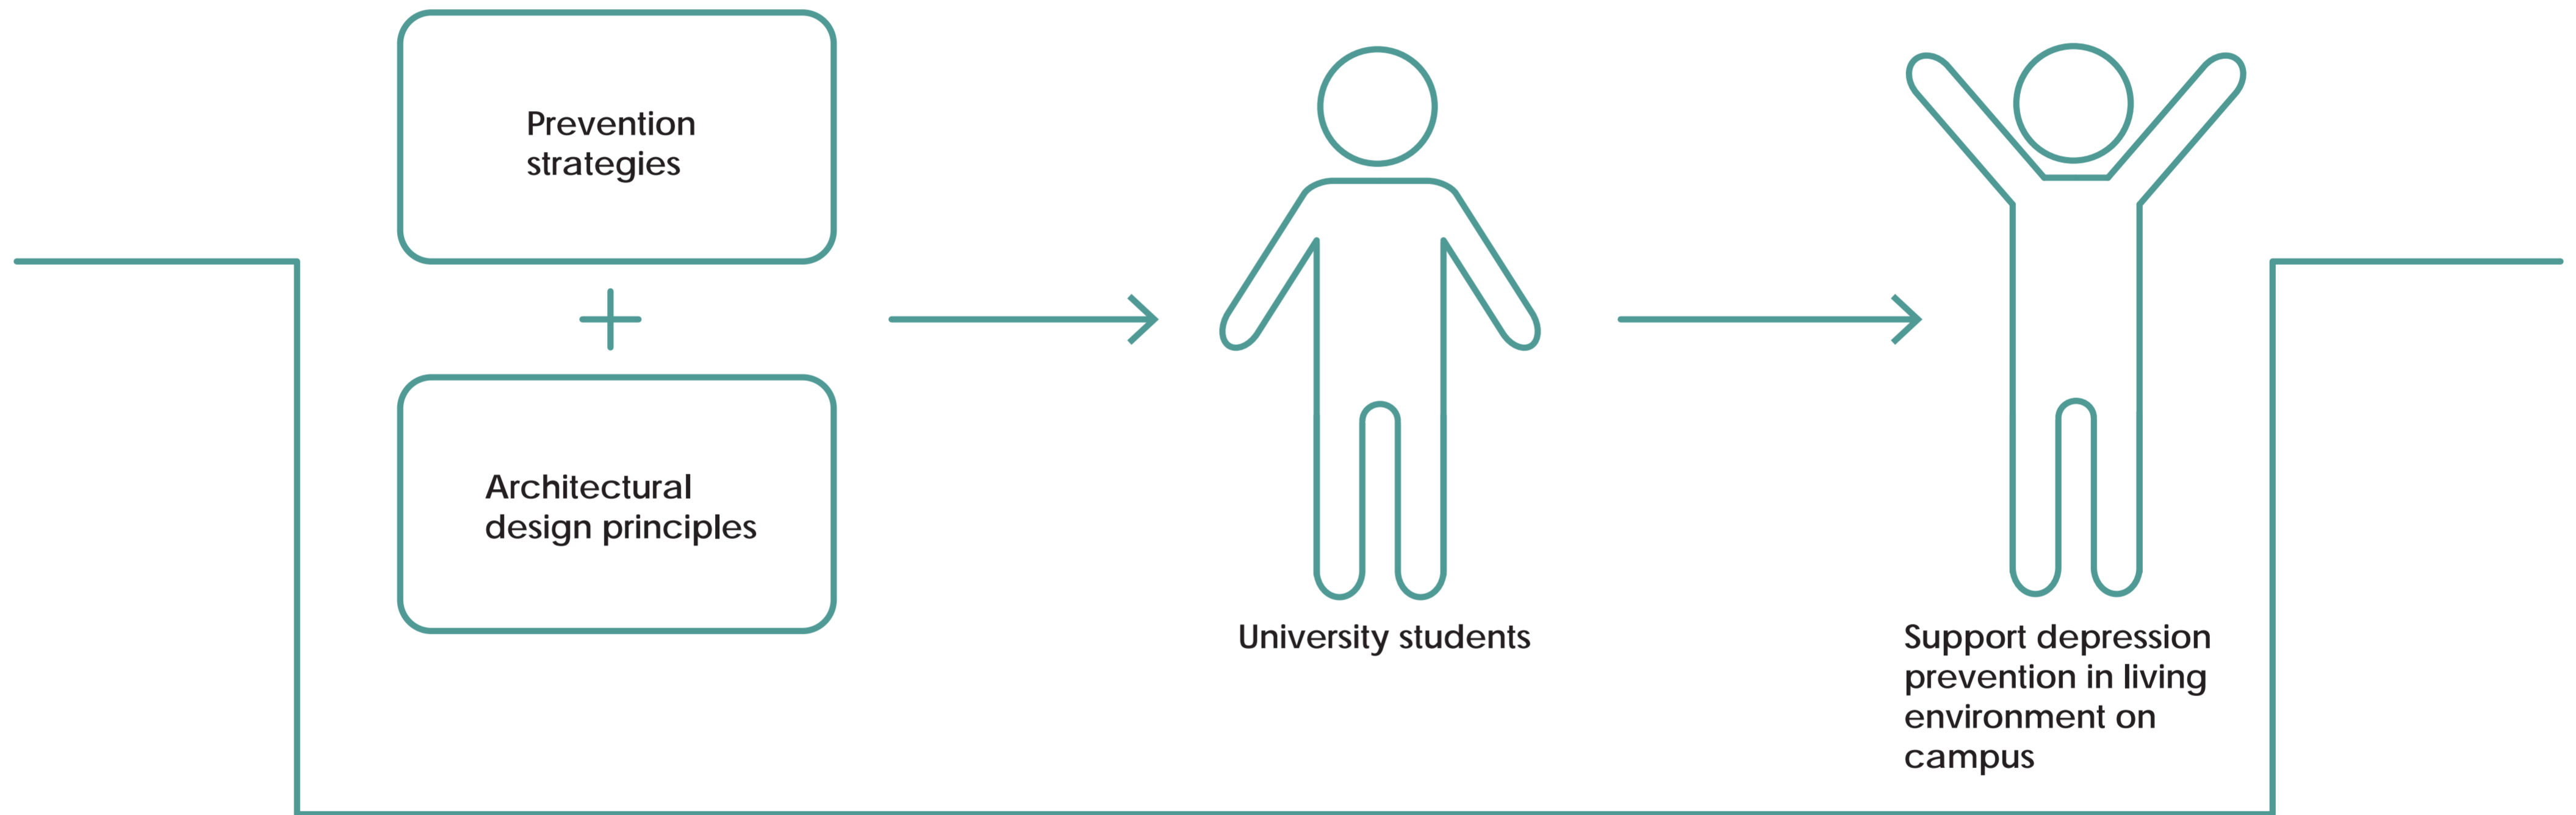 Prevention
strategies
Architectural
design principles
University students
Support depression
prevention in living
environment on
campus